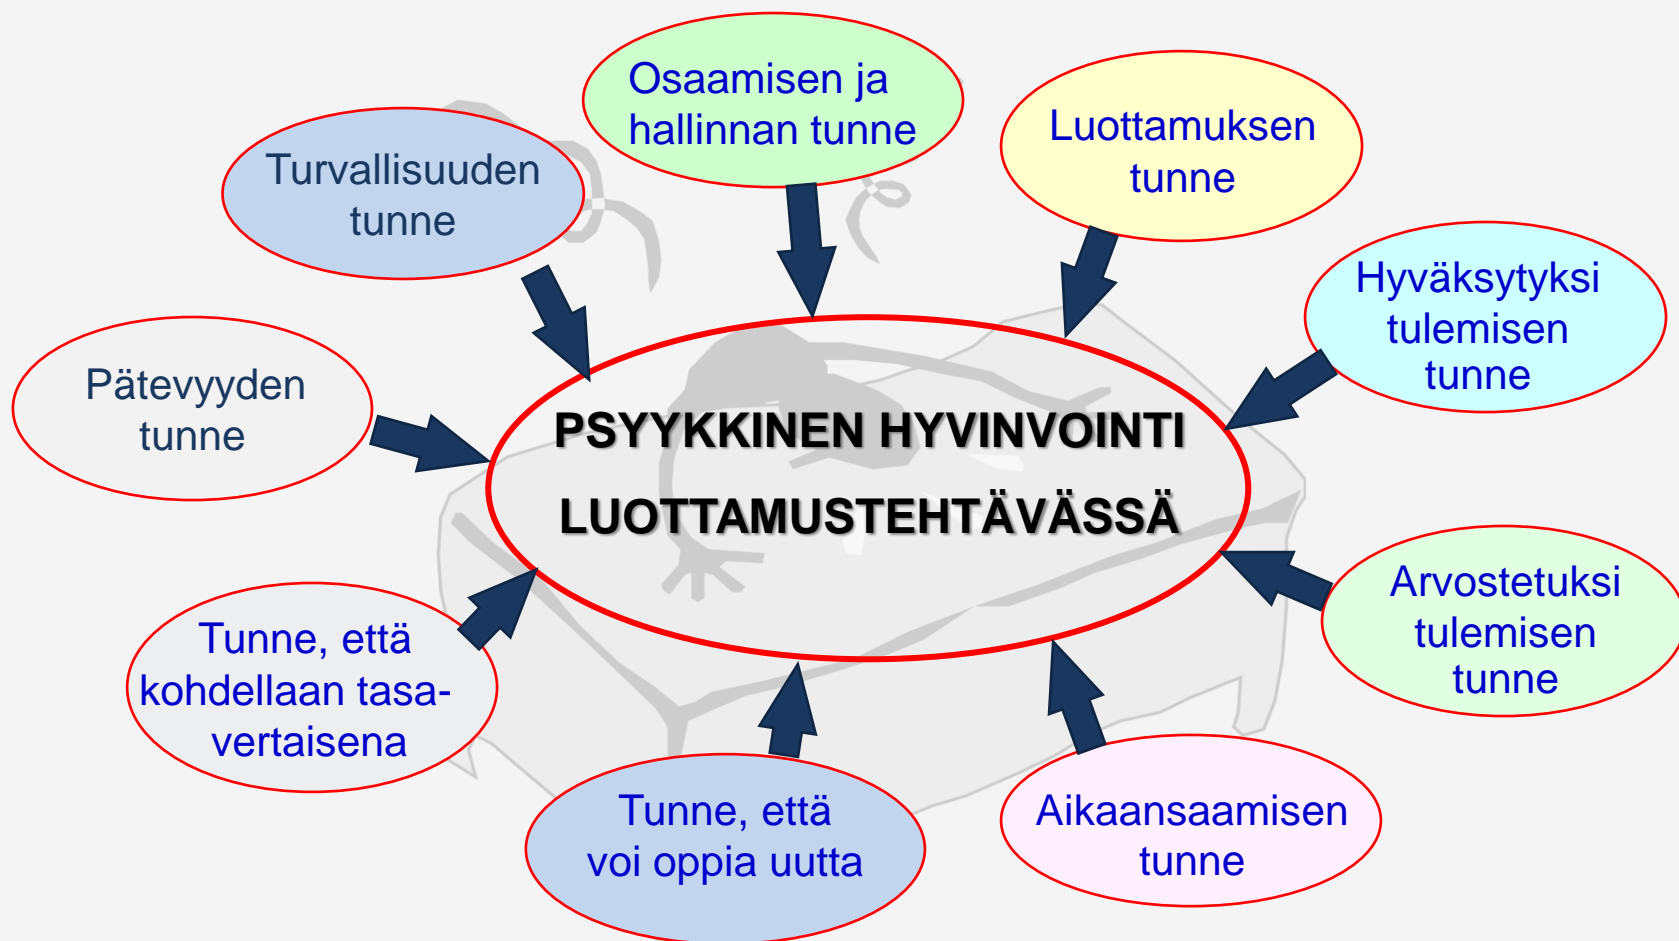 Osaamisen ja
hallinnan tunne
Luottamuksen
tunne
Turvallisuuden
tunne
Hyväksytyksi
tulemisen
tunne
Pätevyyden
tunne
PSYYKKINEN HYVINVOINTI
LUOTTAMUSTEHTÄVÄSSÄ
Arvostetuksi
tulemisen
tunne
Tunne, että
kohdellaan tasa-
vertaisena
Tunne, että
voi oppia uutta
Aikaansaamisen
tunne